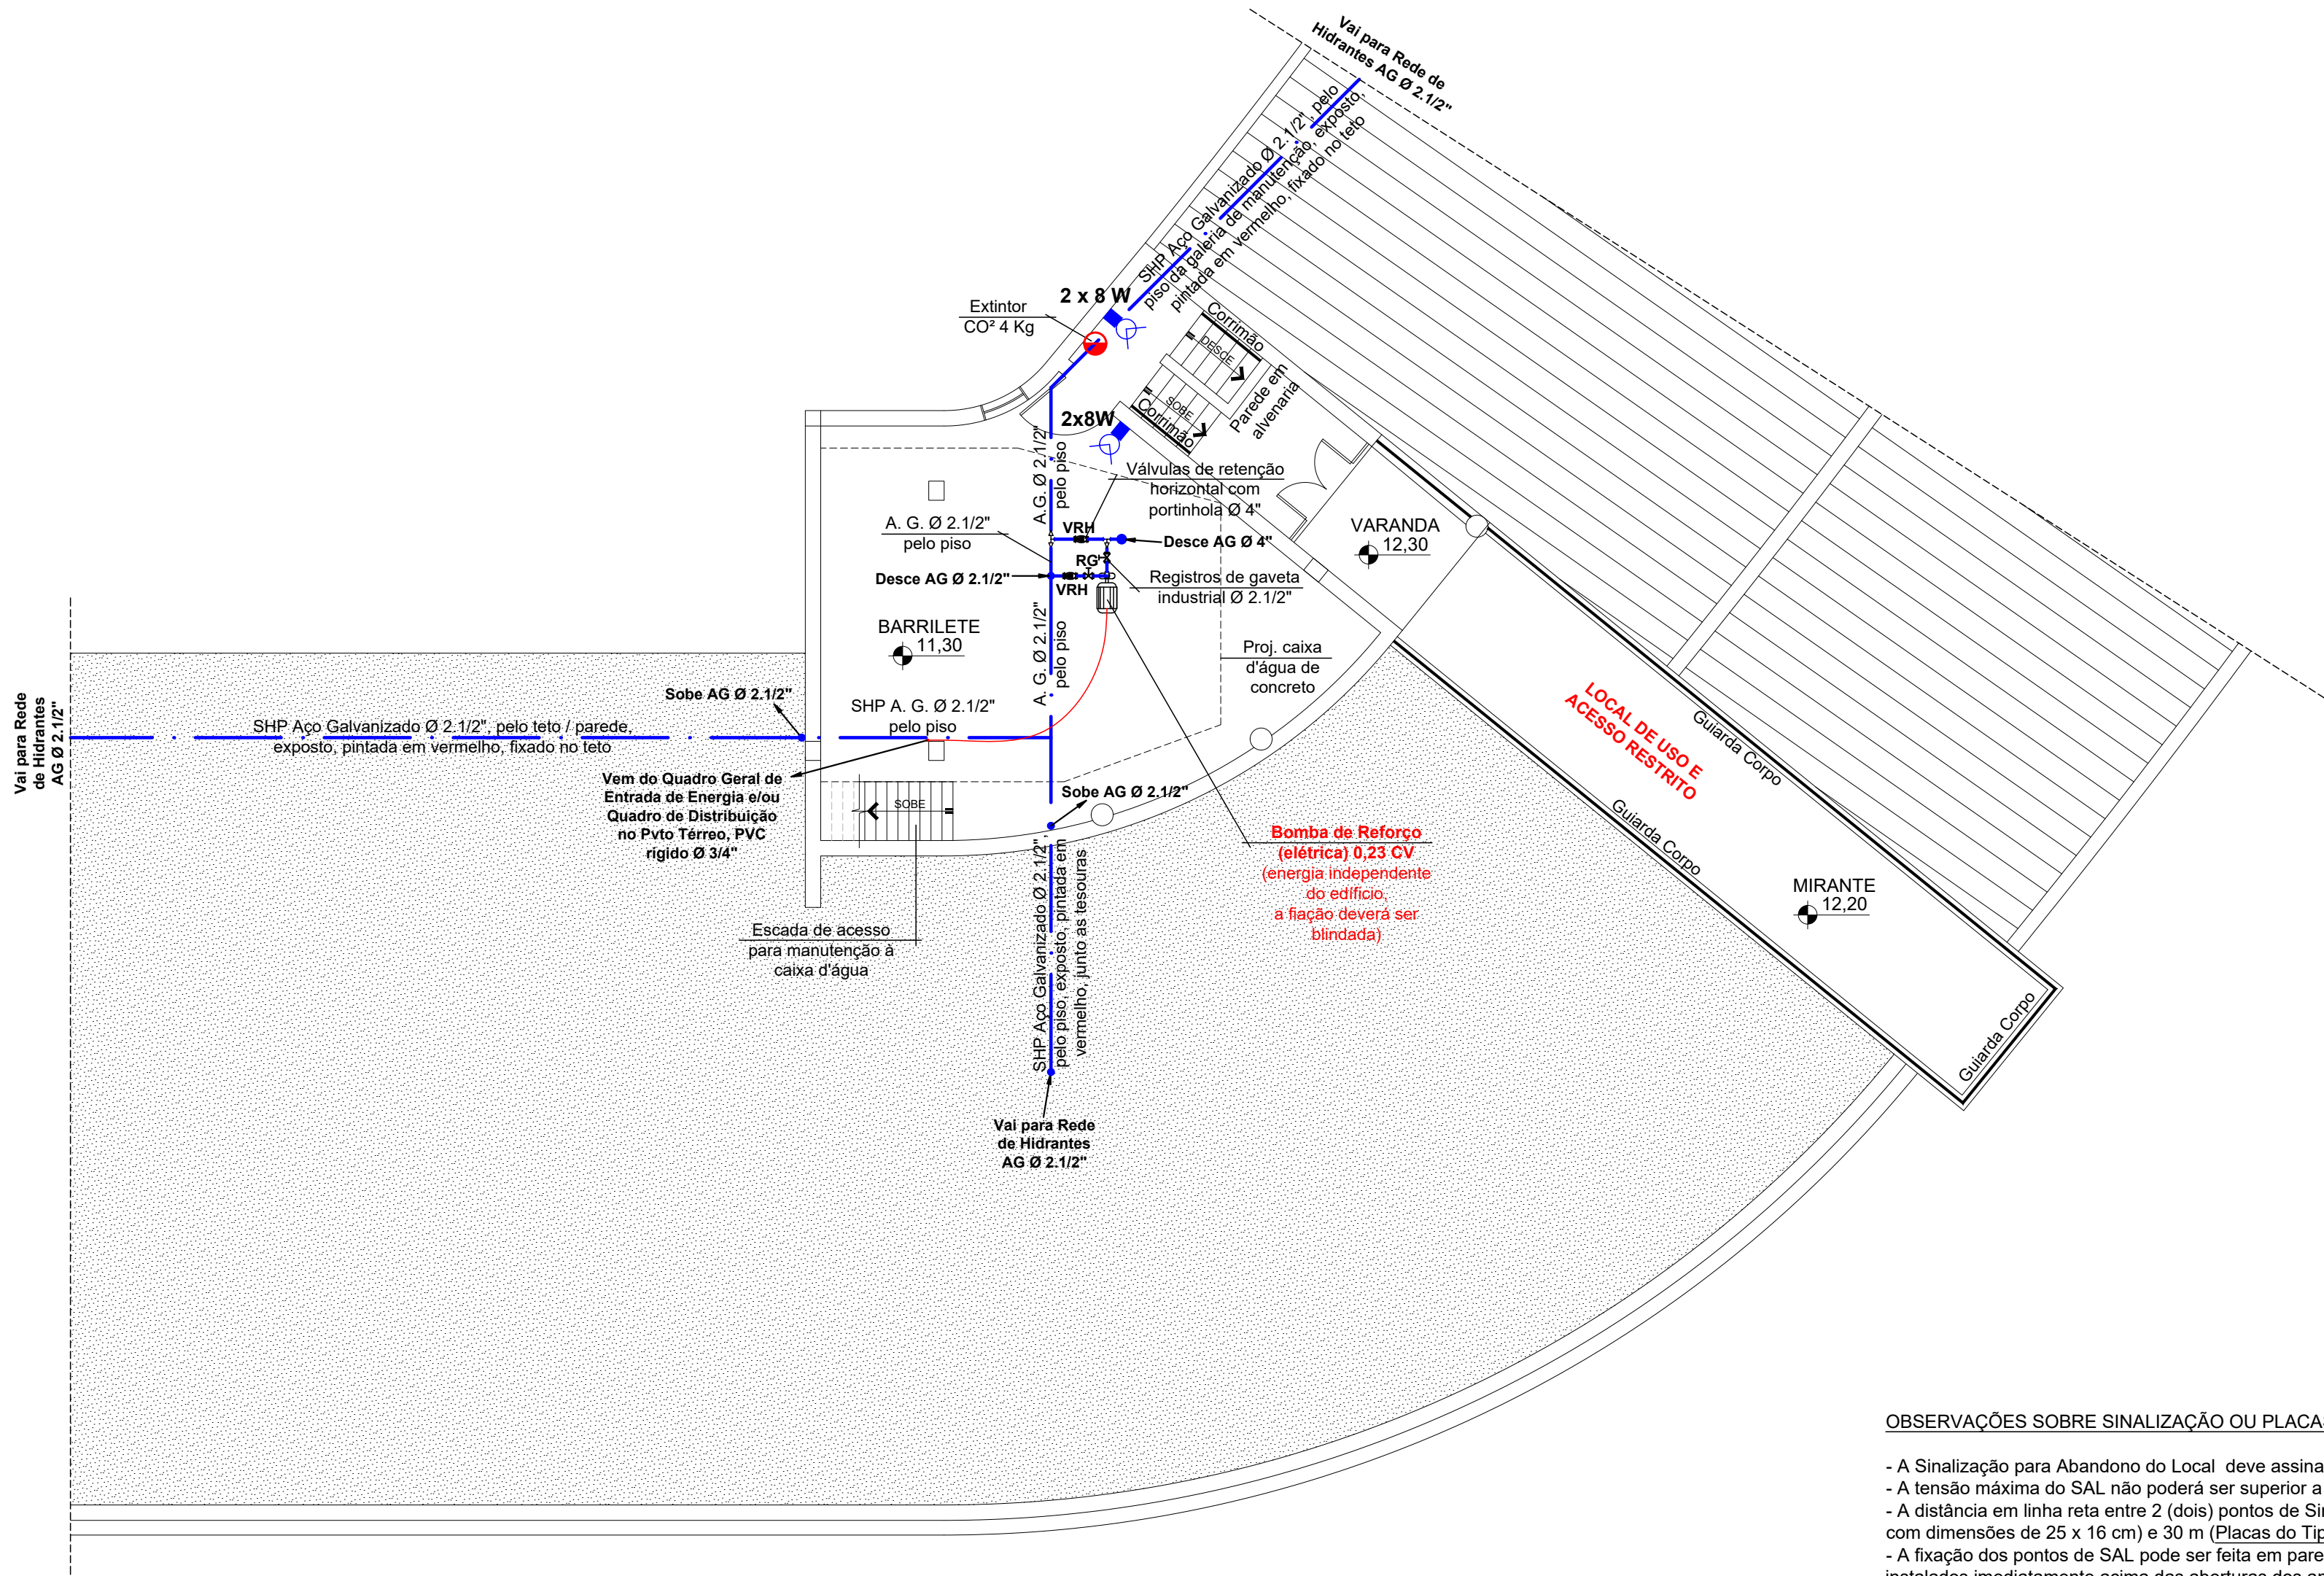 Vai para Rede de
Hidrantes AG Ø 2.1/2"
SHP Aço Galvanizado Ø 2.1/2", pelo
piso da galeria de manutenção, exposto,
pintada em vermelho, fixado no teto
2 x 8 W
Extintor
CO² 4 Kg
Corrimão
DESCE
SOBE
Corrimão
Parede em
alvenaria
2x8W
A.G. Ø 2.1/2"
pelo piso
Válvulas de retenção
horizontal com
portinhola Ø 4"
A. G. Ø 2.1/2"
pelo piso
VRH
Desce AG Ø 4"
VARANDA
12,30
RG
Desce AG Ø 2.1/2"
VRH
Registros de gaveta
industrial Ø 2.1/2"
BARRILETE
11,30
A. G. Ø 2.1/2"
pelo piso
Proj. caixa
d'água de
concreto
Vai para Rede
de Hidrantes
AG Ø 2.1/2"
Sobe AG Ø 2.1/2"
SHP Aço Galvanizado Ø 2.1/2", pelo teto / parede,
exposto, pintada em vermelho, fixado no teto
SHP A. G. Ø 2.1/2"
pelo piso
LOCAL DE USO E
ACESSO RESTRITO
Guiarda Corpo
Guiarda Corpo
Guiarda Corpo
Vem do Quadro Geral de
Entrada de Energia e/ou
Quadro de Distribuição
no Pvto Térreo, PVC
rígido Ø 3/4"
SOBE
Sobe AG Ø 2.1/2"
Bomba de Reforço
(elétrica) 0,23 CV
(energia independente
do edifício,
a fiação deverá ser
blindada)
MIRANTE
12,20
Escada de acesso
para manutenção à
caixa d'água
SHP Aço Galvanizado Ø 2.1/2",
pelo piso, exposto, pintada em
vermelho, junto as tesouras
Vai para Rede
de Hidrantes
AG Ø 2.1/2"
OBSERVAÇÕES SOBRE SINALIZAÇÃO OU PLACA
- A Sinalização para Abandono do Local deve assina
- A tensão máxima do SAL não poderá ser superior a
- A distância em linha reta entre 2 (dois) pontos de Si
com dimensões de 25 x 16 cm) e 30 m (Placas do Tip
- A fixação dos pontos de SAL pode ser feita em pare